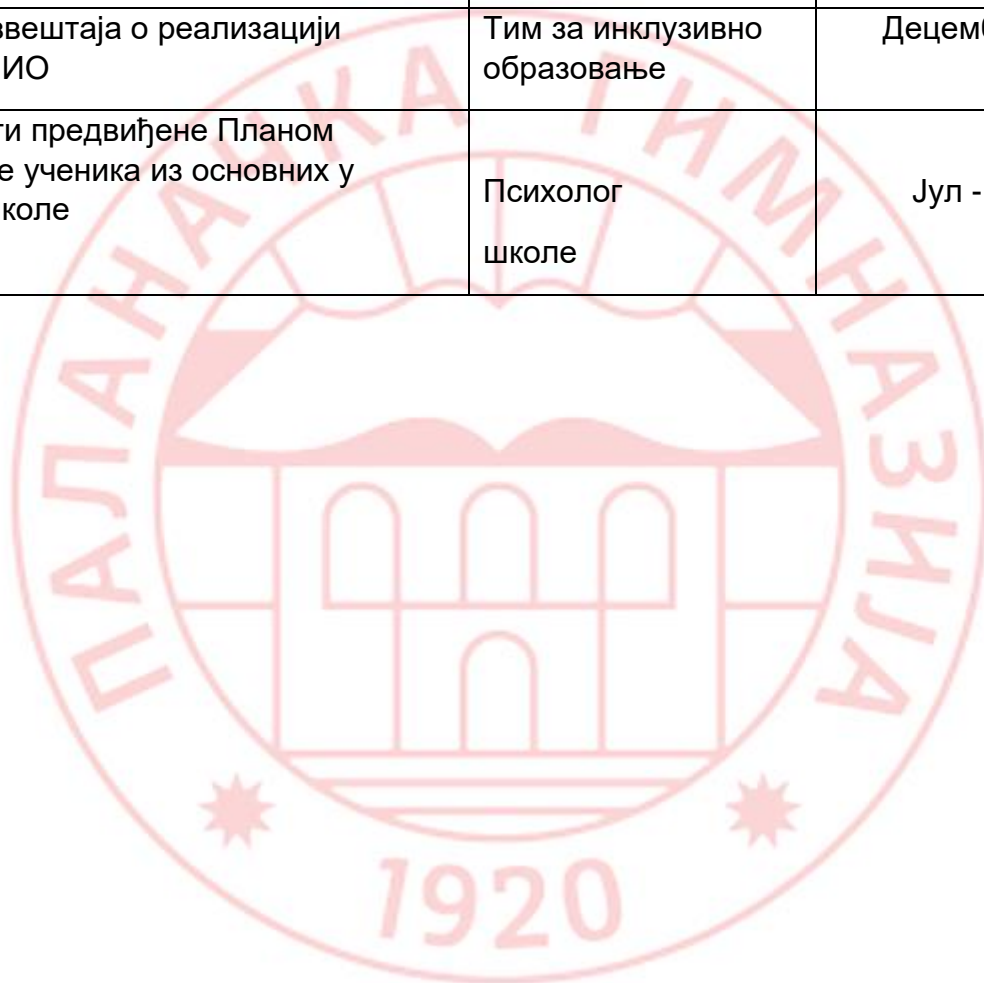 звештаја о реализацији
ИО
Тим за инклузивно
образовање
Децемб
ти предвиђене Планом
е ученика из основних у
коле
Психолог
школе
Јул -
ПАЛАНАЧКА ГИМНАЗИЈА
1920